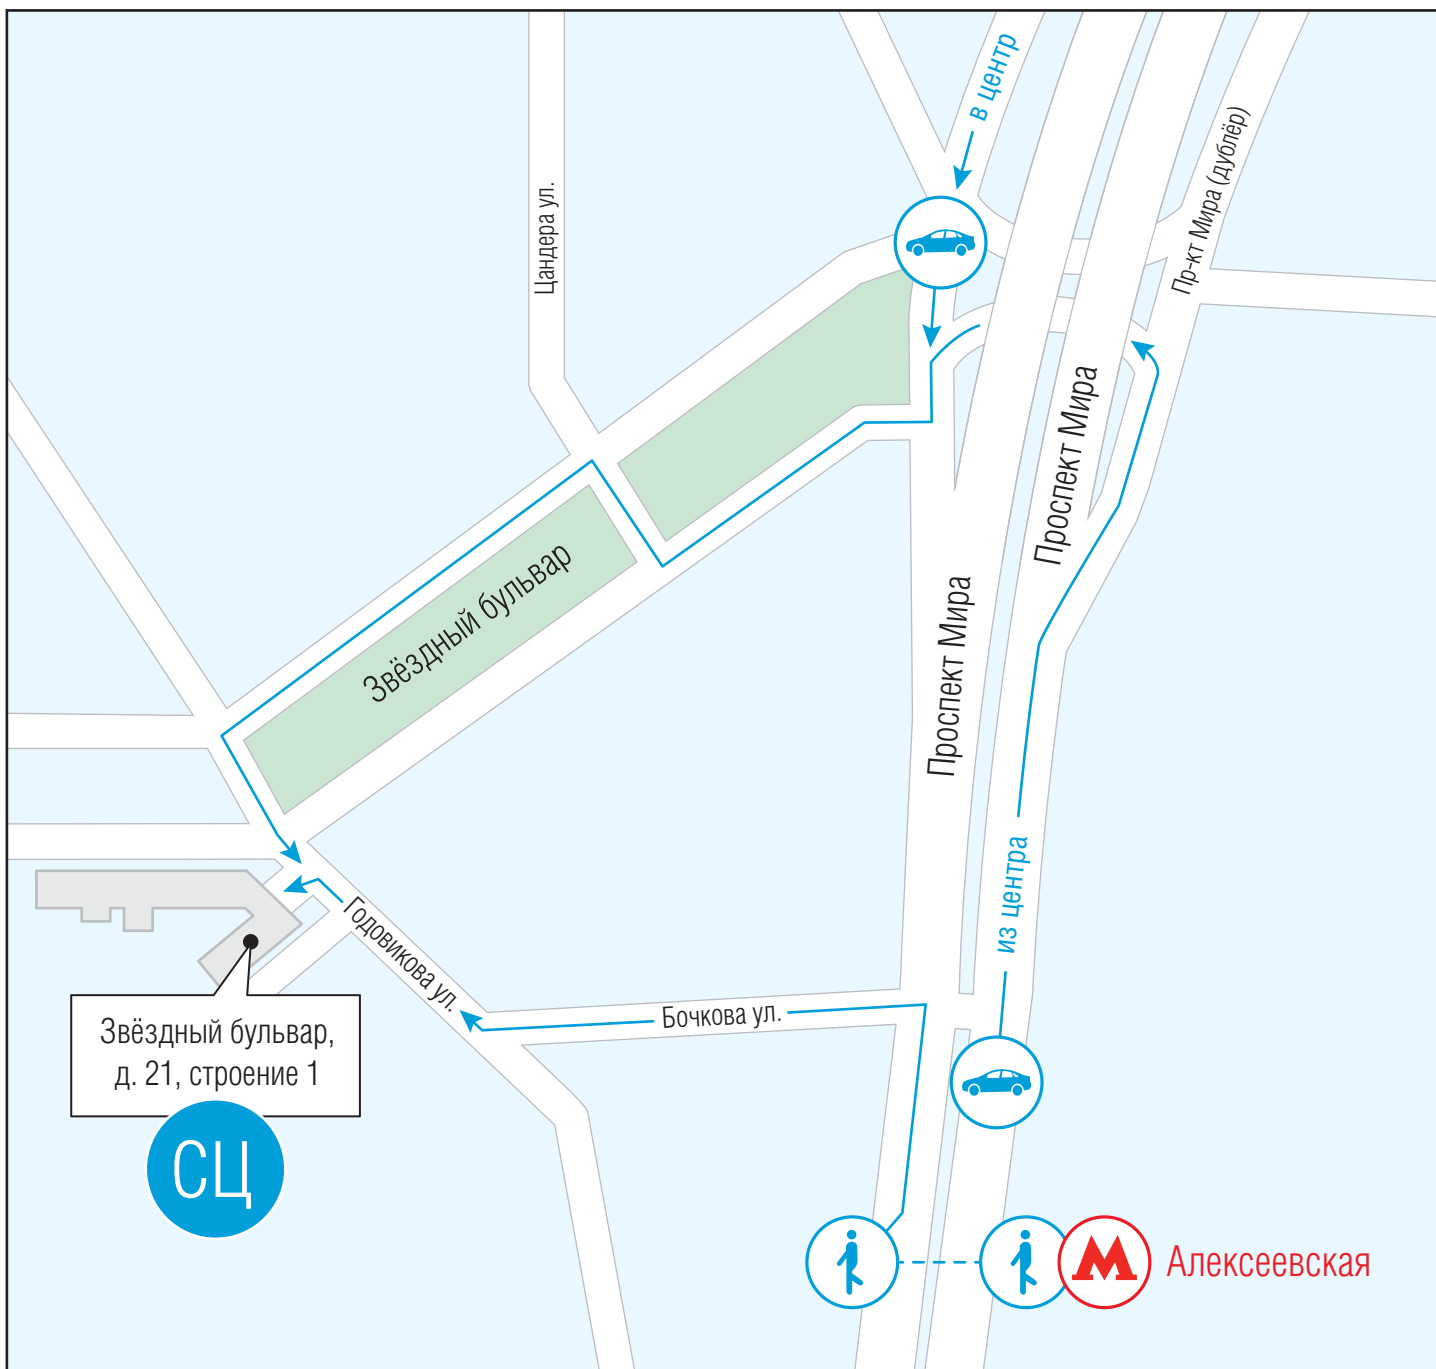 в центр
Пр-кт Мира (дублёр)
Цандера ул.
Проспект Мира
Звёздный бульвар
Проспект Мира
из центра
Годовикова ул.
Бочкова ул.
Звёздный бульвар,
д. 21, строение 1
СЦ
М Алексеевская